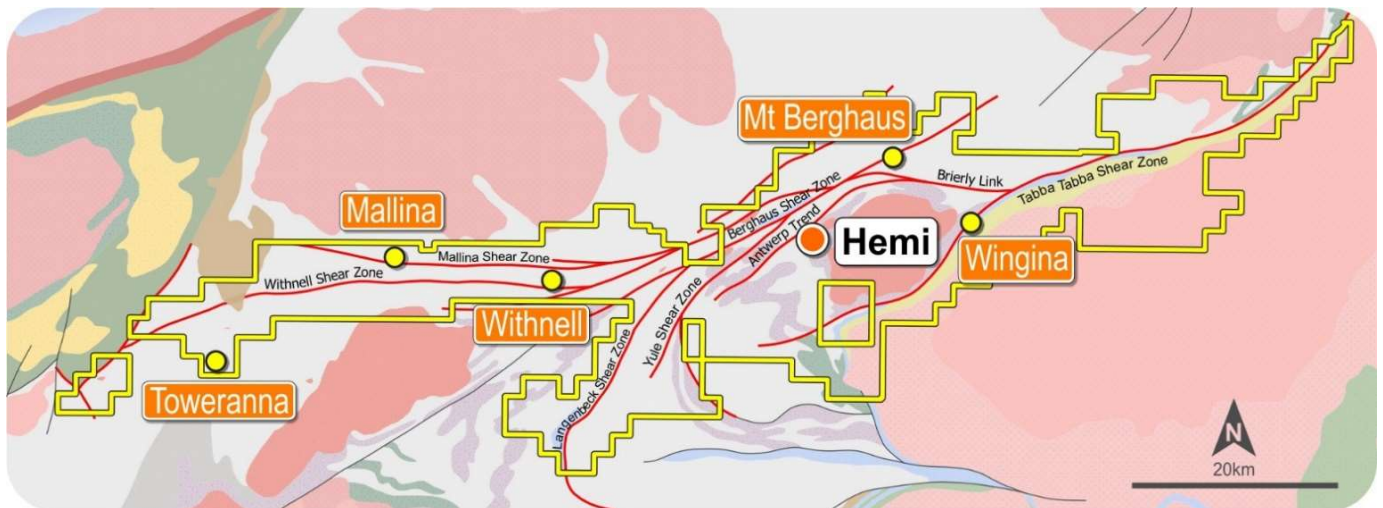 Mt Berghaus
Brierly Link
Tabba Tabba Shear Zone
Mallina
Berghaus Shear Zone
Antwerp Trend
Hemi
Mallina Shear Zone
Wingina
Withnell Shear Zone
Withnell
Yule Shear Zone
Toweranna
Langenbeck Shear Zone
N
20km